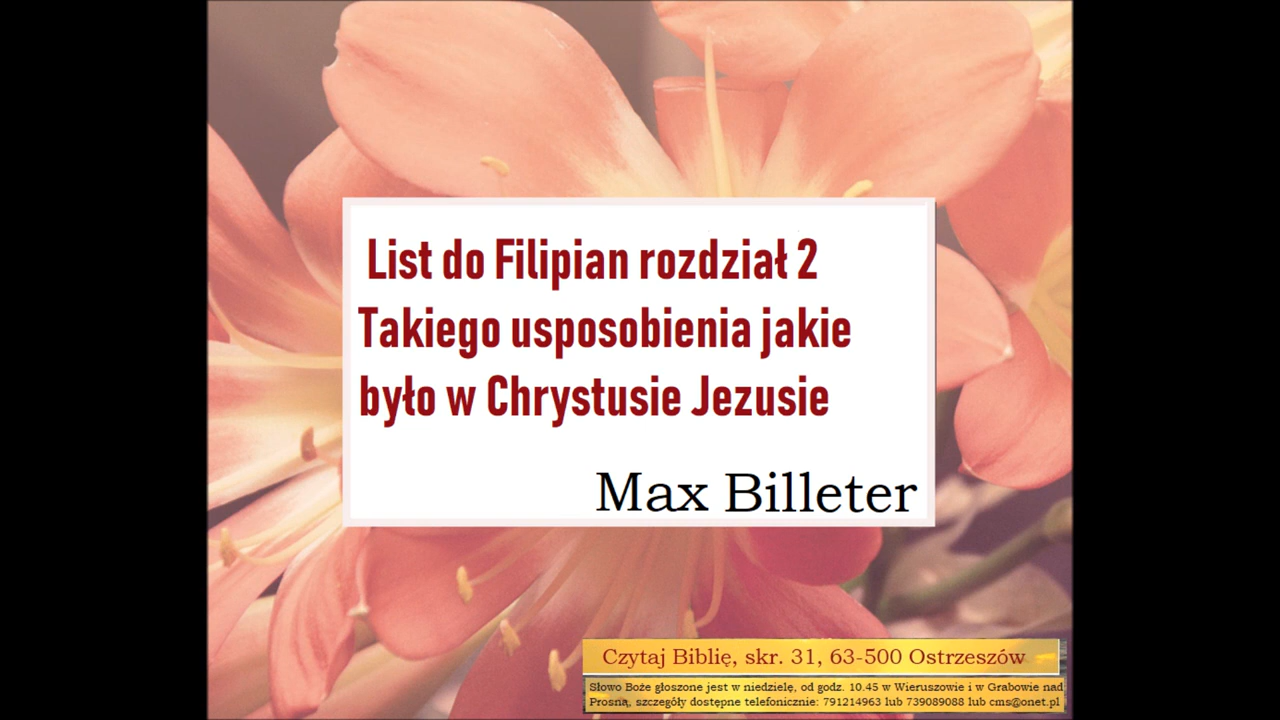 List do Filipian rozdział 2
Takiego usposobienia jakie
było w Chrystusie Jezusie
Max Billeter
Czytaj Biblię, skr. 31, 63-500 Ostrzeszów
Słowo Boże głoszone jest w niedzielę, od godz. 10.45 w Wieruszowie i w Grabowie nad
Prosną, szczegóły dostępne telefonicznie: 791214963 lub 739089088 lub cms@onet.pl